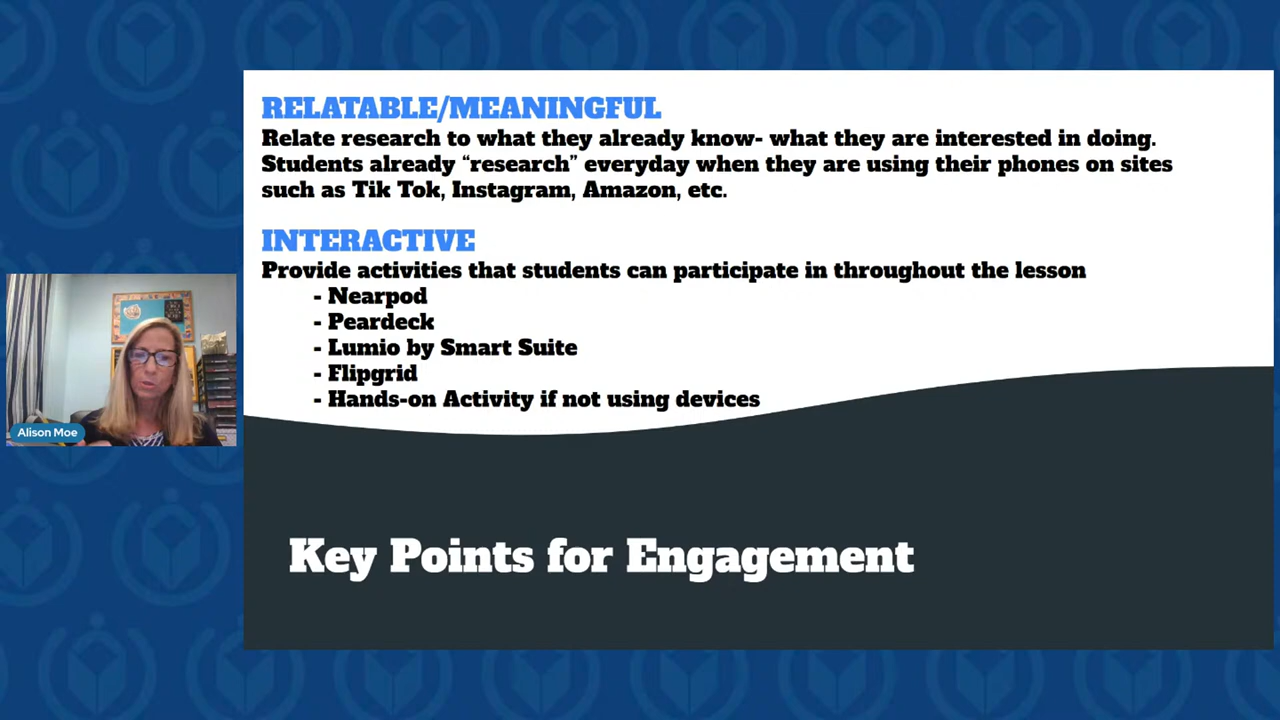 RELATABLE/MEANINGFUL
Relate research to what they already know- what they are interested in doing.
Students already “research” everyday when they are using their phones on sites
such as Tik Tok, Instagram, Amazon, etc.
INTERACTIVE
Provide activities that students can participate in throughout the lesson
- Nearpod
- Peardeck
- Lumio by Smart Suite
- Flipgrid
- Hands-on Activity if not using devices
Alison Moe
Key Points for Engagement